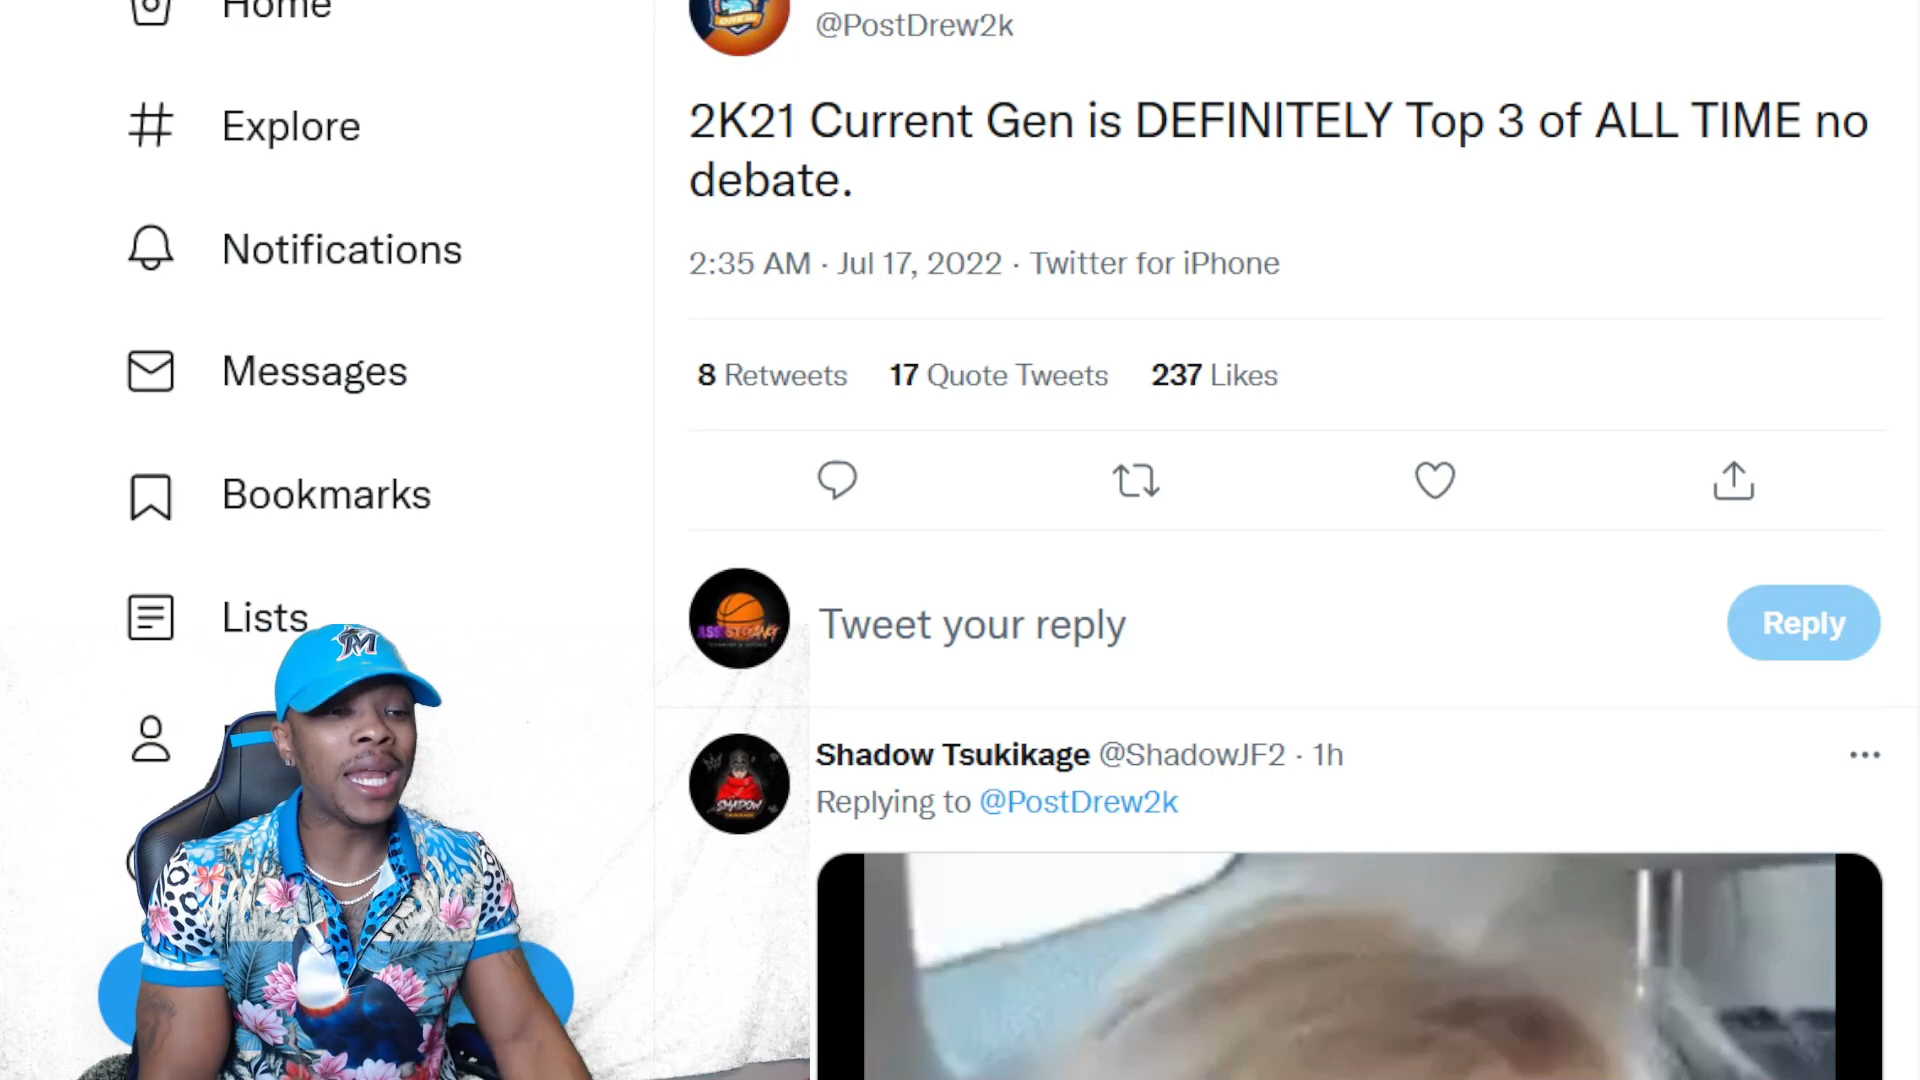 Home
@PostDrew2k
Explore
2K21 Current Gen is DEFINITELY Top 3 of ALL TIME no
debate.
Notifications
2:35 AM · Jul 17, 2022 · Twitter for iPhone
Messages
8 Retweets 17 Quote Tweets 237 Likes
Bookmarks
Lists
Tweet your reply
Reply
Shadow Tsukikage @ShadowJF2 · 1h
Replying to @PostDrew2k
SHADOW
M